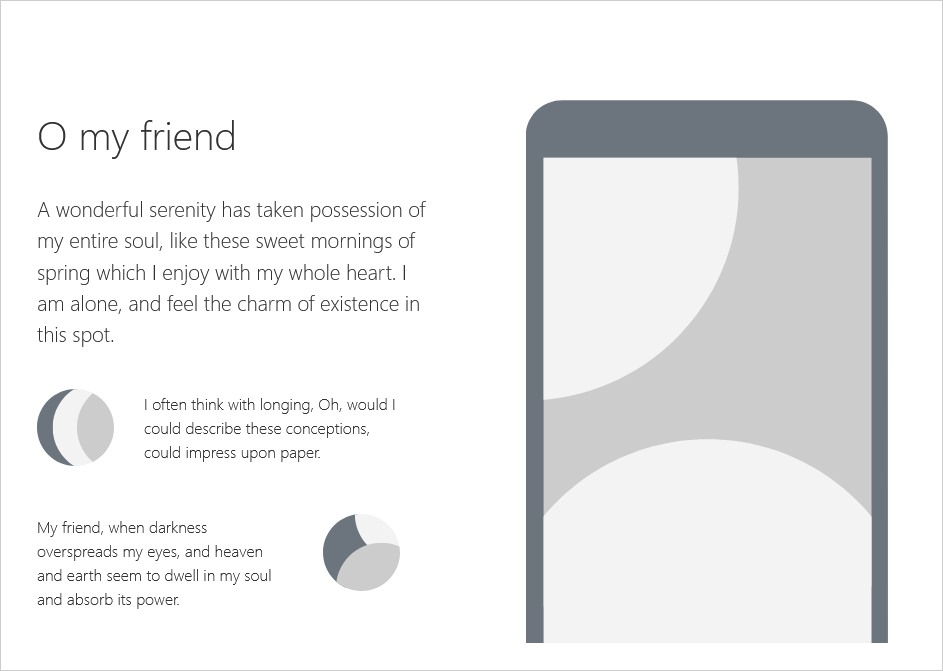 O my friend
A wonderful serenity has taken possession of
my entire soul, like these sweet mornings of
spring which I enjoy with my whole heart. I
am alone, and feel the charm of existence in
this spot.
I often think with longing, Oh, would I
could describe these conceptions,
could impress upon paper.
My friend, when darkness
overspreads my eyes, and heaven
and earth seem to dwell in my soul
and absorb its power.